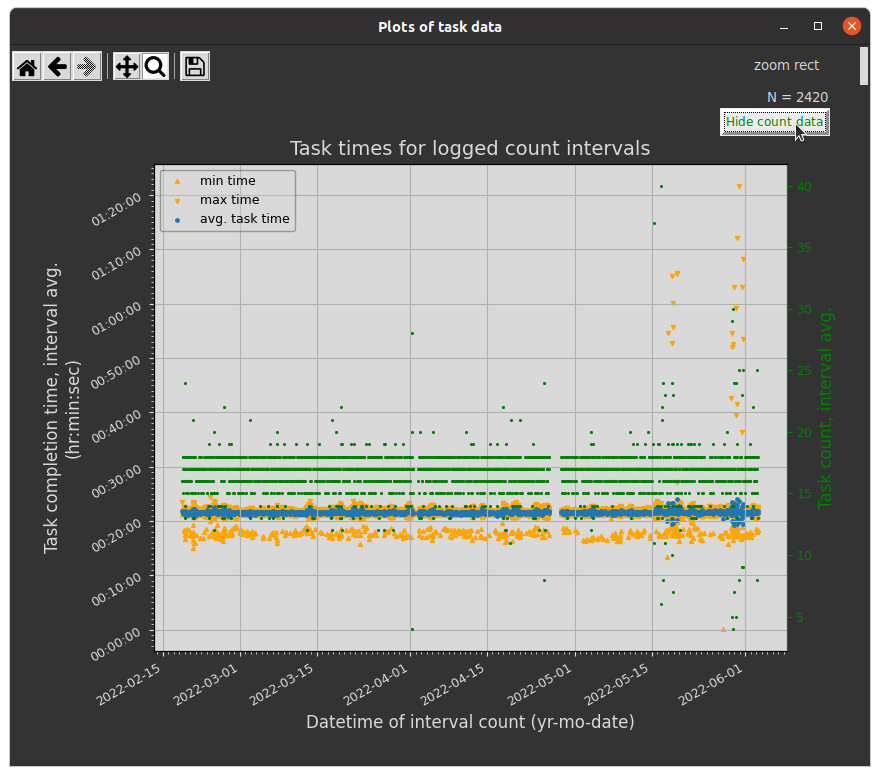 Plots of task data
zoom rect
N = 2420
Hide count data
Task times for logged count intervals
min time
max time
avg. task time
Task completion time, interval avg.
(hr:min:sec)
01:20:00
01:10:00
01:00:00
00:50:00
00:40:00
00:30:00
00:20:00
00:10:00
00:00:00
40
35
30
25
20
15
10
5
Task count, interval avg.
2022-02-15
2022-03-01
2022-03-15
2022-04-01
2022-04-15
2022-05-01
2022-05-15
2022-06-01
Datetime of interval count (yr-mo-date)